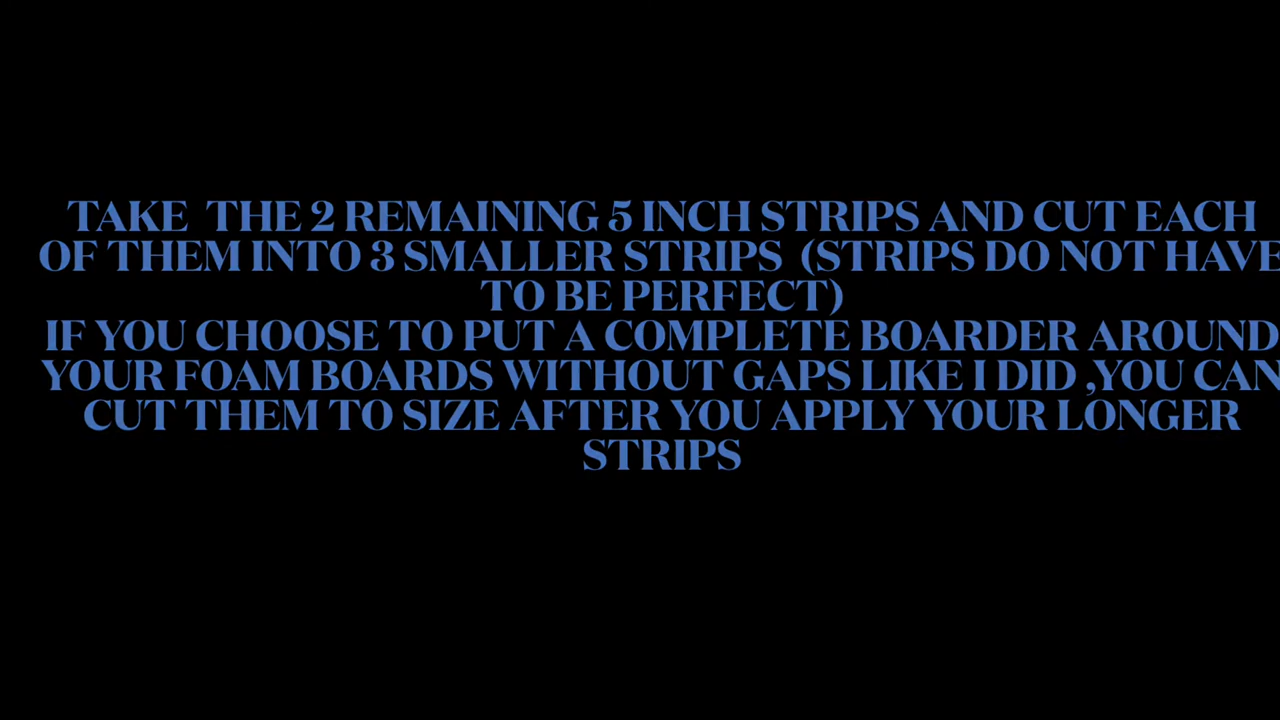 TAKE THE 2 REMAINING 5 INCH STRIPS AND CUT EACH
OF THEM INTO 3 SMALLER STRIPS (STRIPS DO NOT HAVE
TO BE PERFECT)
IF YOU CHOOSE TO PUT A COMPLETE BOARDER AROUND
YOUR FOAM BOARDS WITHOUT GAPS LIKE I DID ,YOU CAN
CUT THEM TO SIZE AFTER YOU APPLY YOUR LONGER
STRIPS